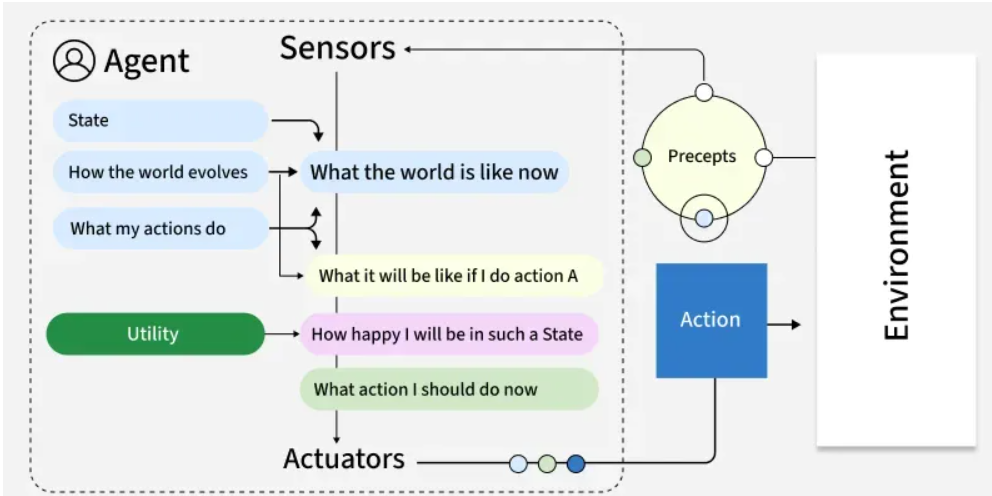 Agent
Sensors
State
How the world evolves
What the world is like now
What my actions do
What it will be like if I do action A
Utility
How happy I will be in such a State
What action I should do now
Actuators
Precepts
Action
Environment